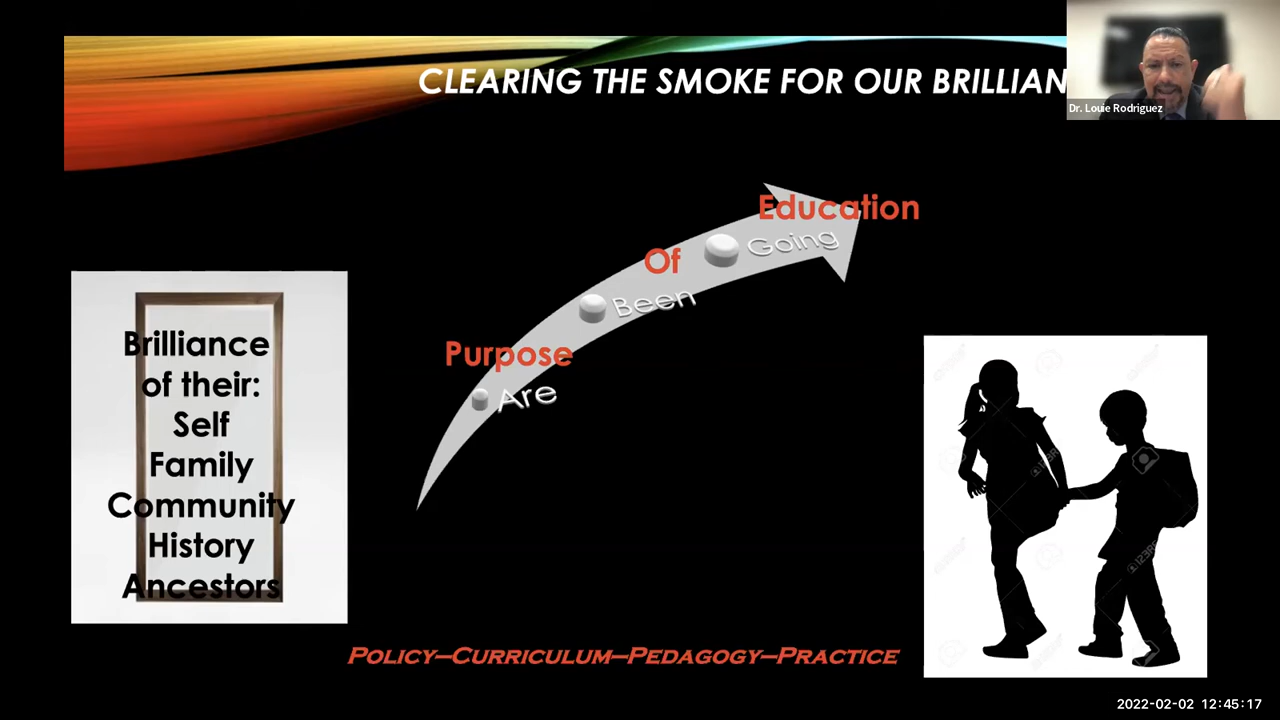 CLEARING THE SMOKE FOR OUR BRILLIAN
Dr. Louie Rodriguez
Education
Going
Of
Been
Purpose
Are
Brilliance
of their:
Self
Family
Community
History
Ancestors
Policy—Curriculum—Pedagogy—Practice
123RF
2022-02-02 12:45:17